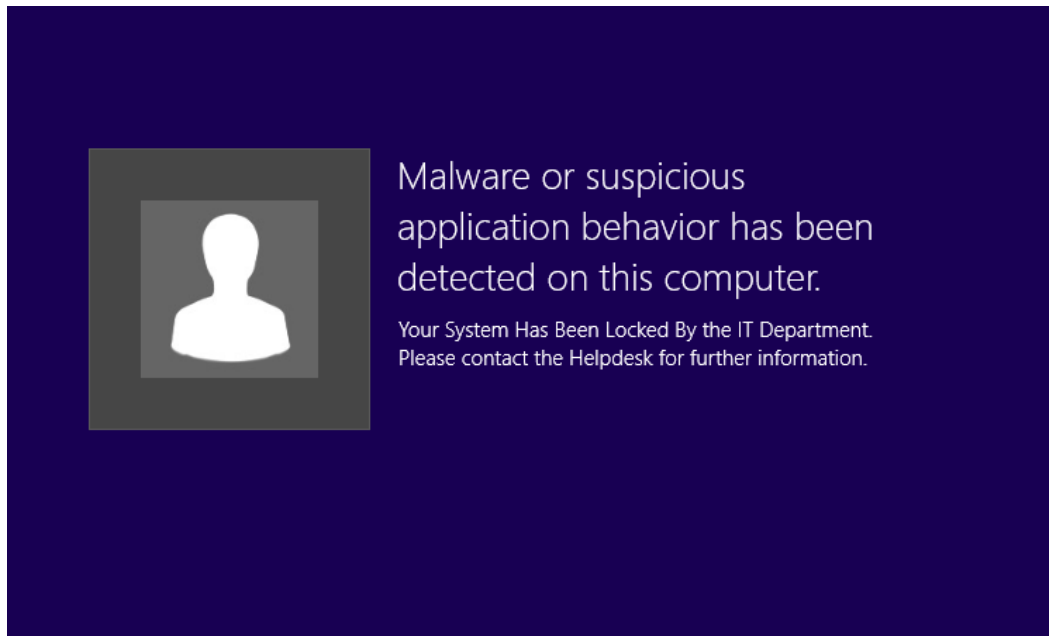 Malware or suspicious
application behavior has been
detected on this computer.
Your System Has Been Locked By the IT Department.
Please contact the Helpdesk for further information.